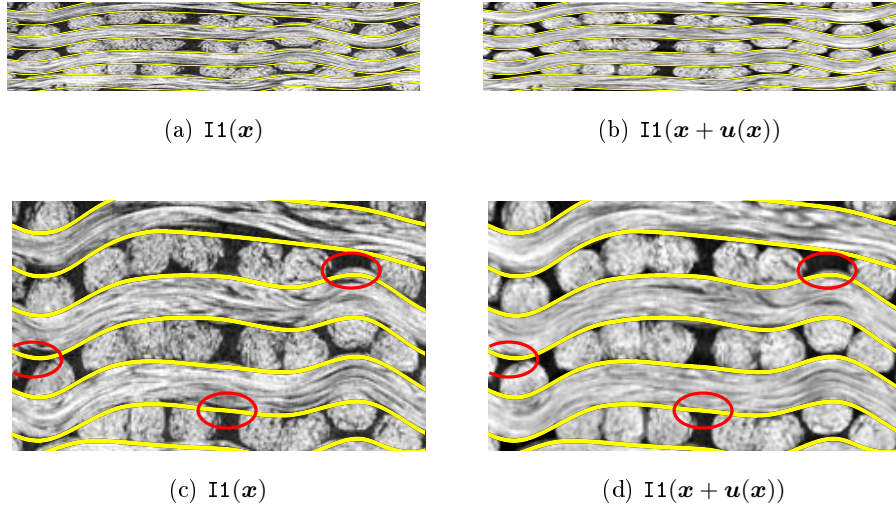 (a) I1(x)
(b) I1(x + u(x))
(c) I1(x)
(d) I1(x + u(x))